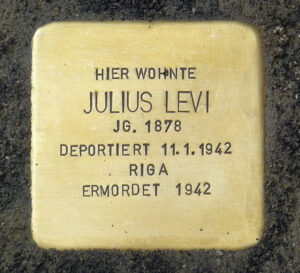 HIER WOHNTE
JULIUS LEVI
JG. 1878
DEPORTIERT 11.1.1942
RIGA
ERMORDET 1942